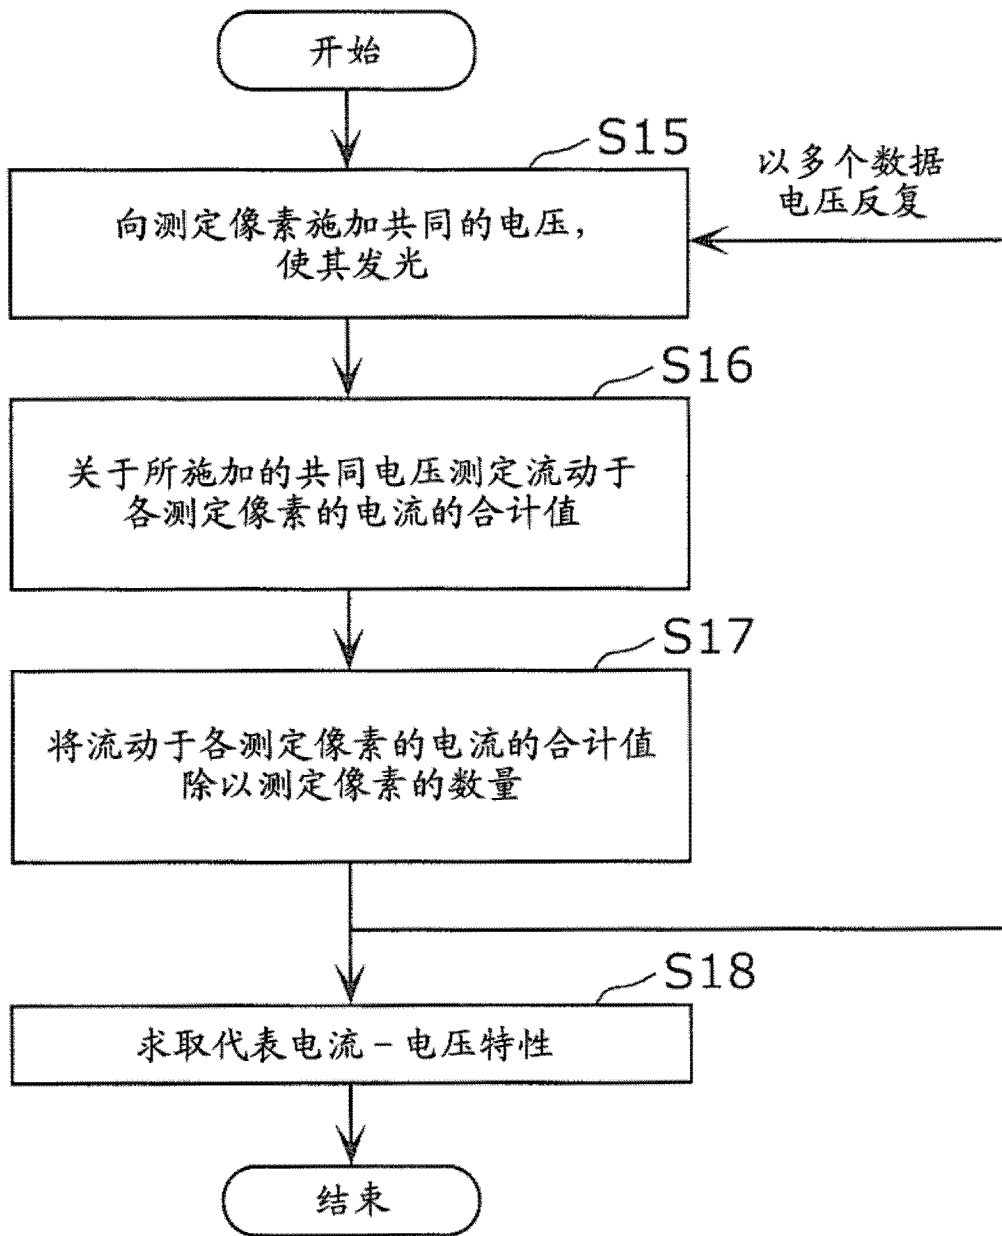 开始
S15
以多个数据
电压反复
向测定像素施加共同的电压，
使其发光
S16
关于所施加的共同电压测定流动于
各测定像素的电流的合计值
S17
将流动于各测定像素的电流的合计值
除以测定像素的数量
S18
求取代表电流－电压特性
结束